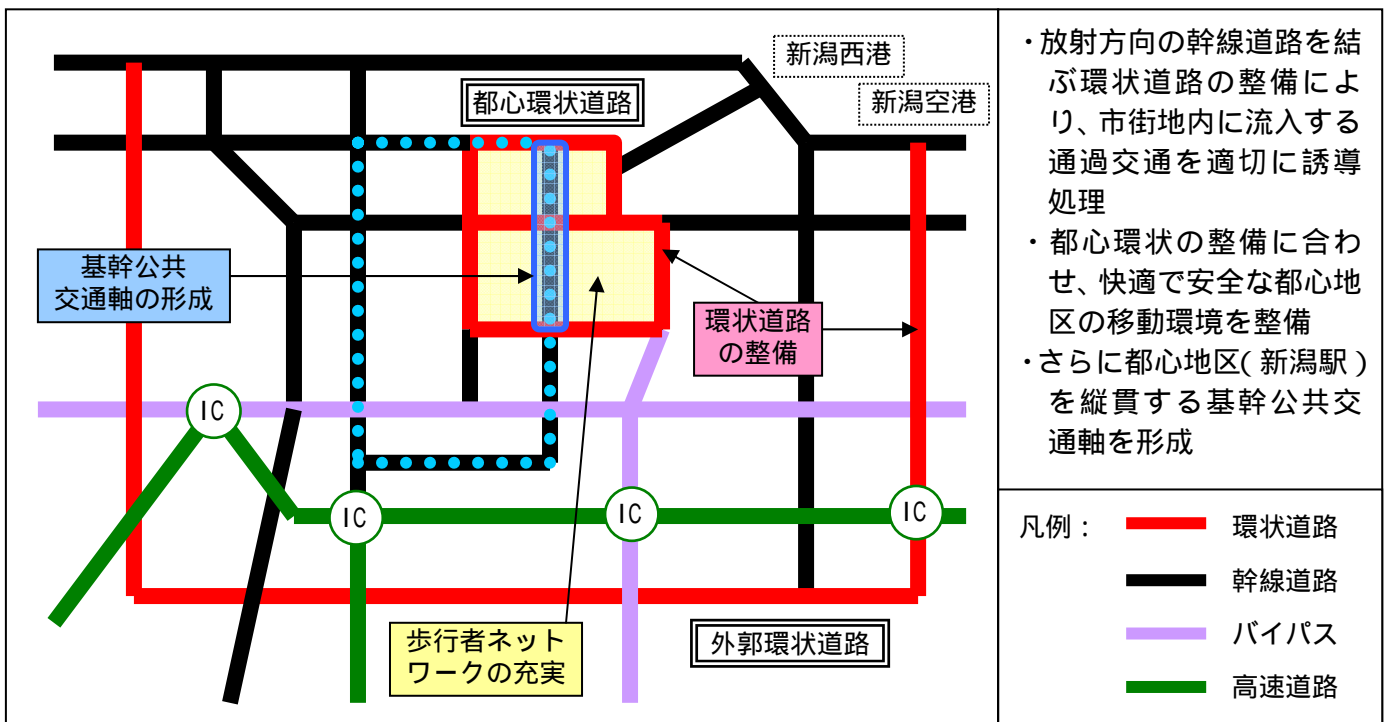 新潟西港
都心環状道路
新潟空港
基幹公共
交通軸の形成
環状道路
の整備
IC
IC
IC
IC
歩行者ネット
ワークの充実
外郭環状道路
・放射方向の幹線道路を結
ぶ環状道路の整備によ
り、市街地内に流入する
通過交通を適切に誘導
処理
・都心環状の整備に合わ
せ、快適で安全な都心地
区の移動環境を整備
・さらに都心地区(新潟駅)
を縦貫する基幹公共交
通軸を形成
凡例：
環状道路
幹線道路
バイパス
高速道路